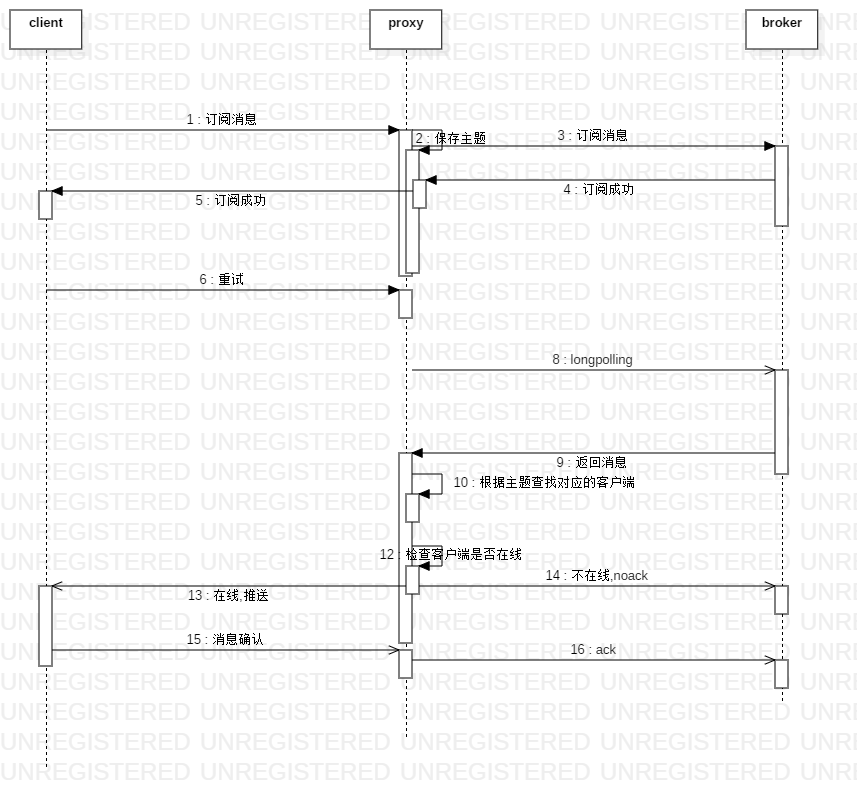 client
proxy
broker
1 : 订阅消息
2 : 保存主题
3 : 订阅消息
4 : 订阅成功
5 : 订阅成功
6 : 重试
8 : longpolling
9 : 返回消息
10 : 根据主题查找对应的客户端
12 : 检查客户端是否在线
13 : 在线,推送
14 : 不在线,noack
15 : 消息确认
16 : ack
UNREGISTERED